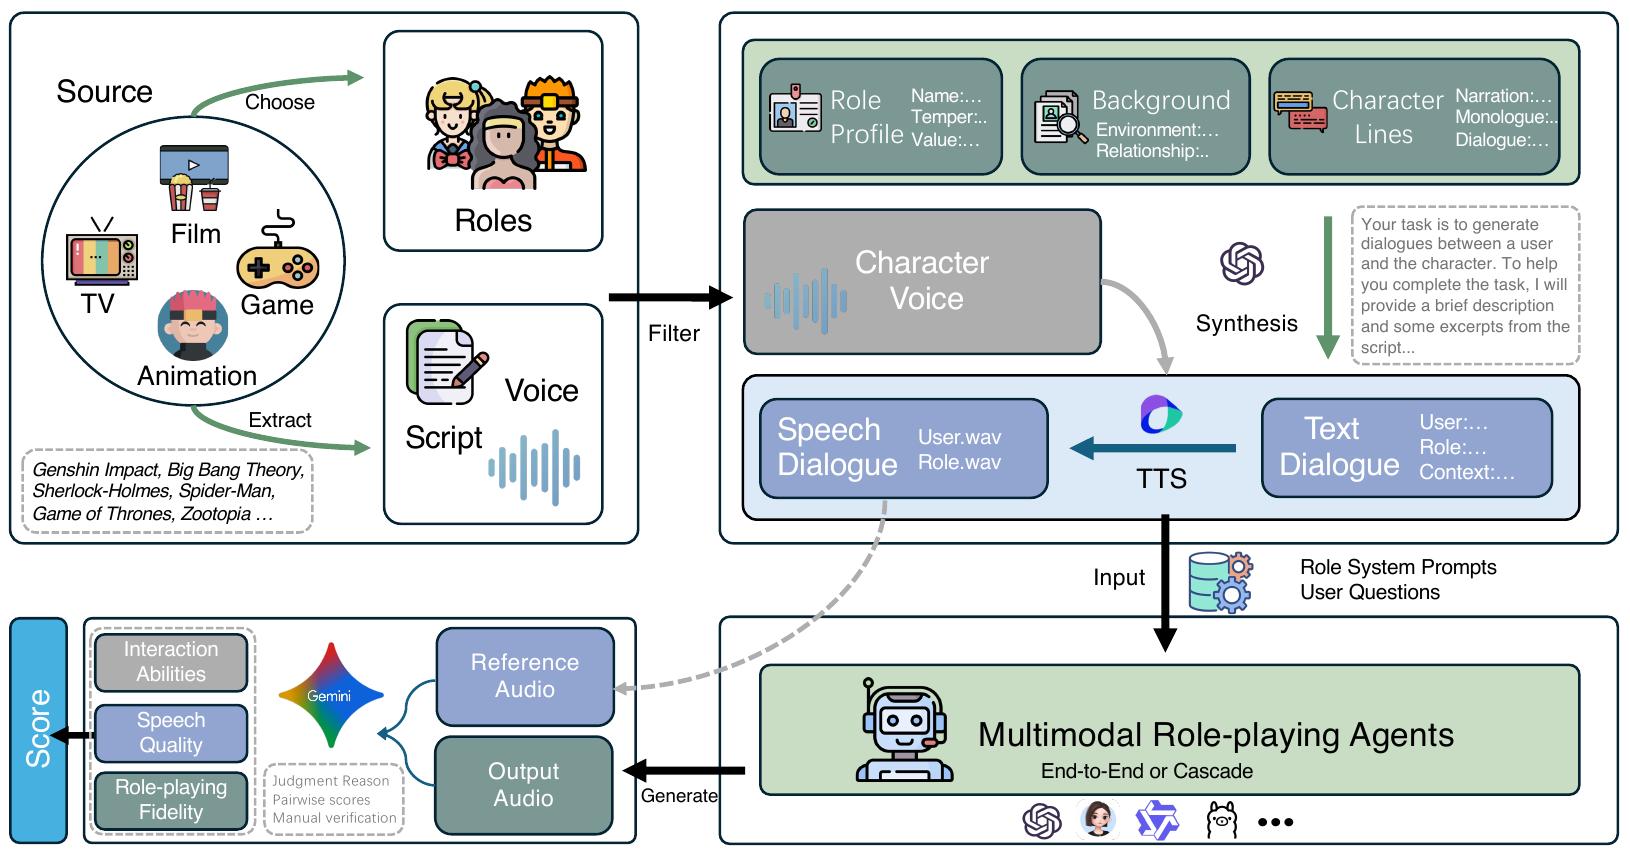 Source
Choose
Film
TV
Game
Animation
Extract
Genshin Impact, Big Bang Theory,
Sherlock-Holmes, Spider-Man,
Game of Thrones, Zootopia …
Roles
Voice
Script
Filter
Role
Profile
Name:…
Temper:..
Value:…
Background
Environment:…
Relationship:..
Character
Lines
Narration:…
Monologue:..
Dialogue:…
Character
Voice
Synthesis
Your task is to generate
dialogues between a user
and the character. To help
you complete the task, I will
provide a brief description
and some excerpts from the
script...
Speech
Dialogue
User.wav
Role.wav
TTS
Text
Dialogue
User:…
Role:…
Context:…
Input
Role System Prompts
User Questions
Multimodal Role-playing Agents
End-to-End or Cascade
Generate
Reference
Audio
Output
Audio
Gemini
Judgment Reason
Pairwise scores
Manual verification
Interaction
Abilities
Speech
Quality
Role-playing
Fidelity
Score